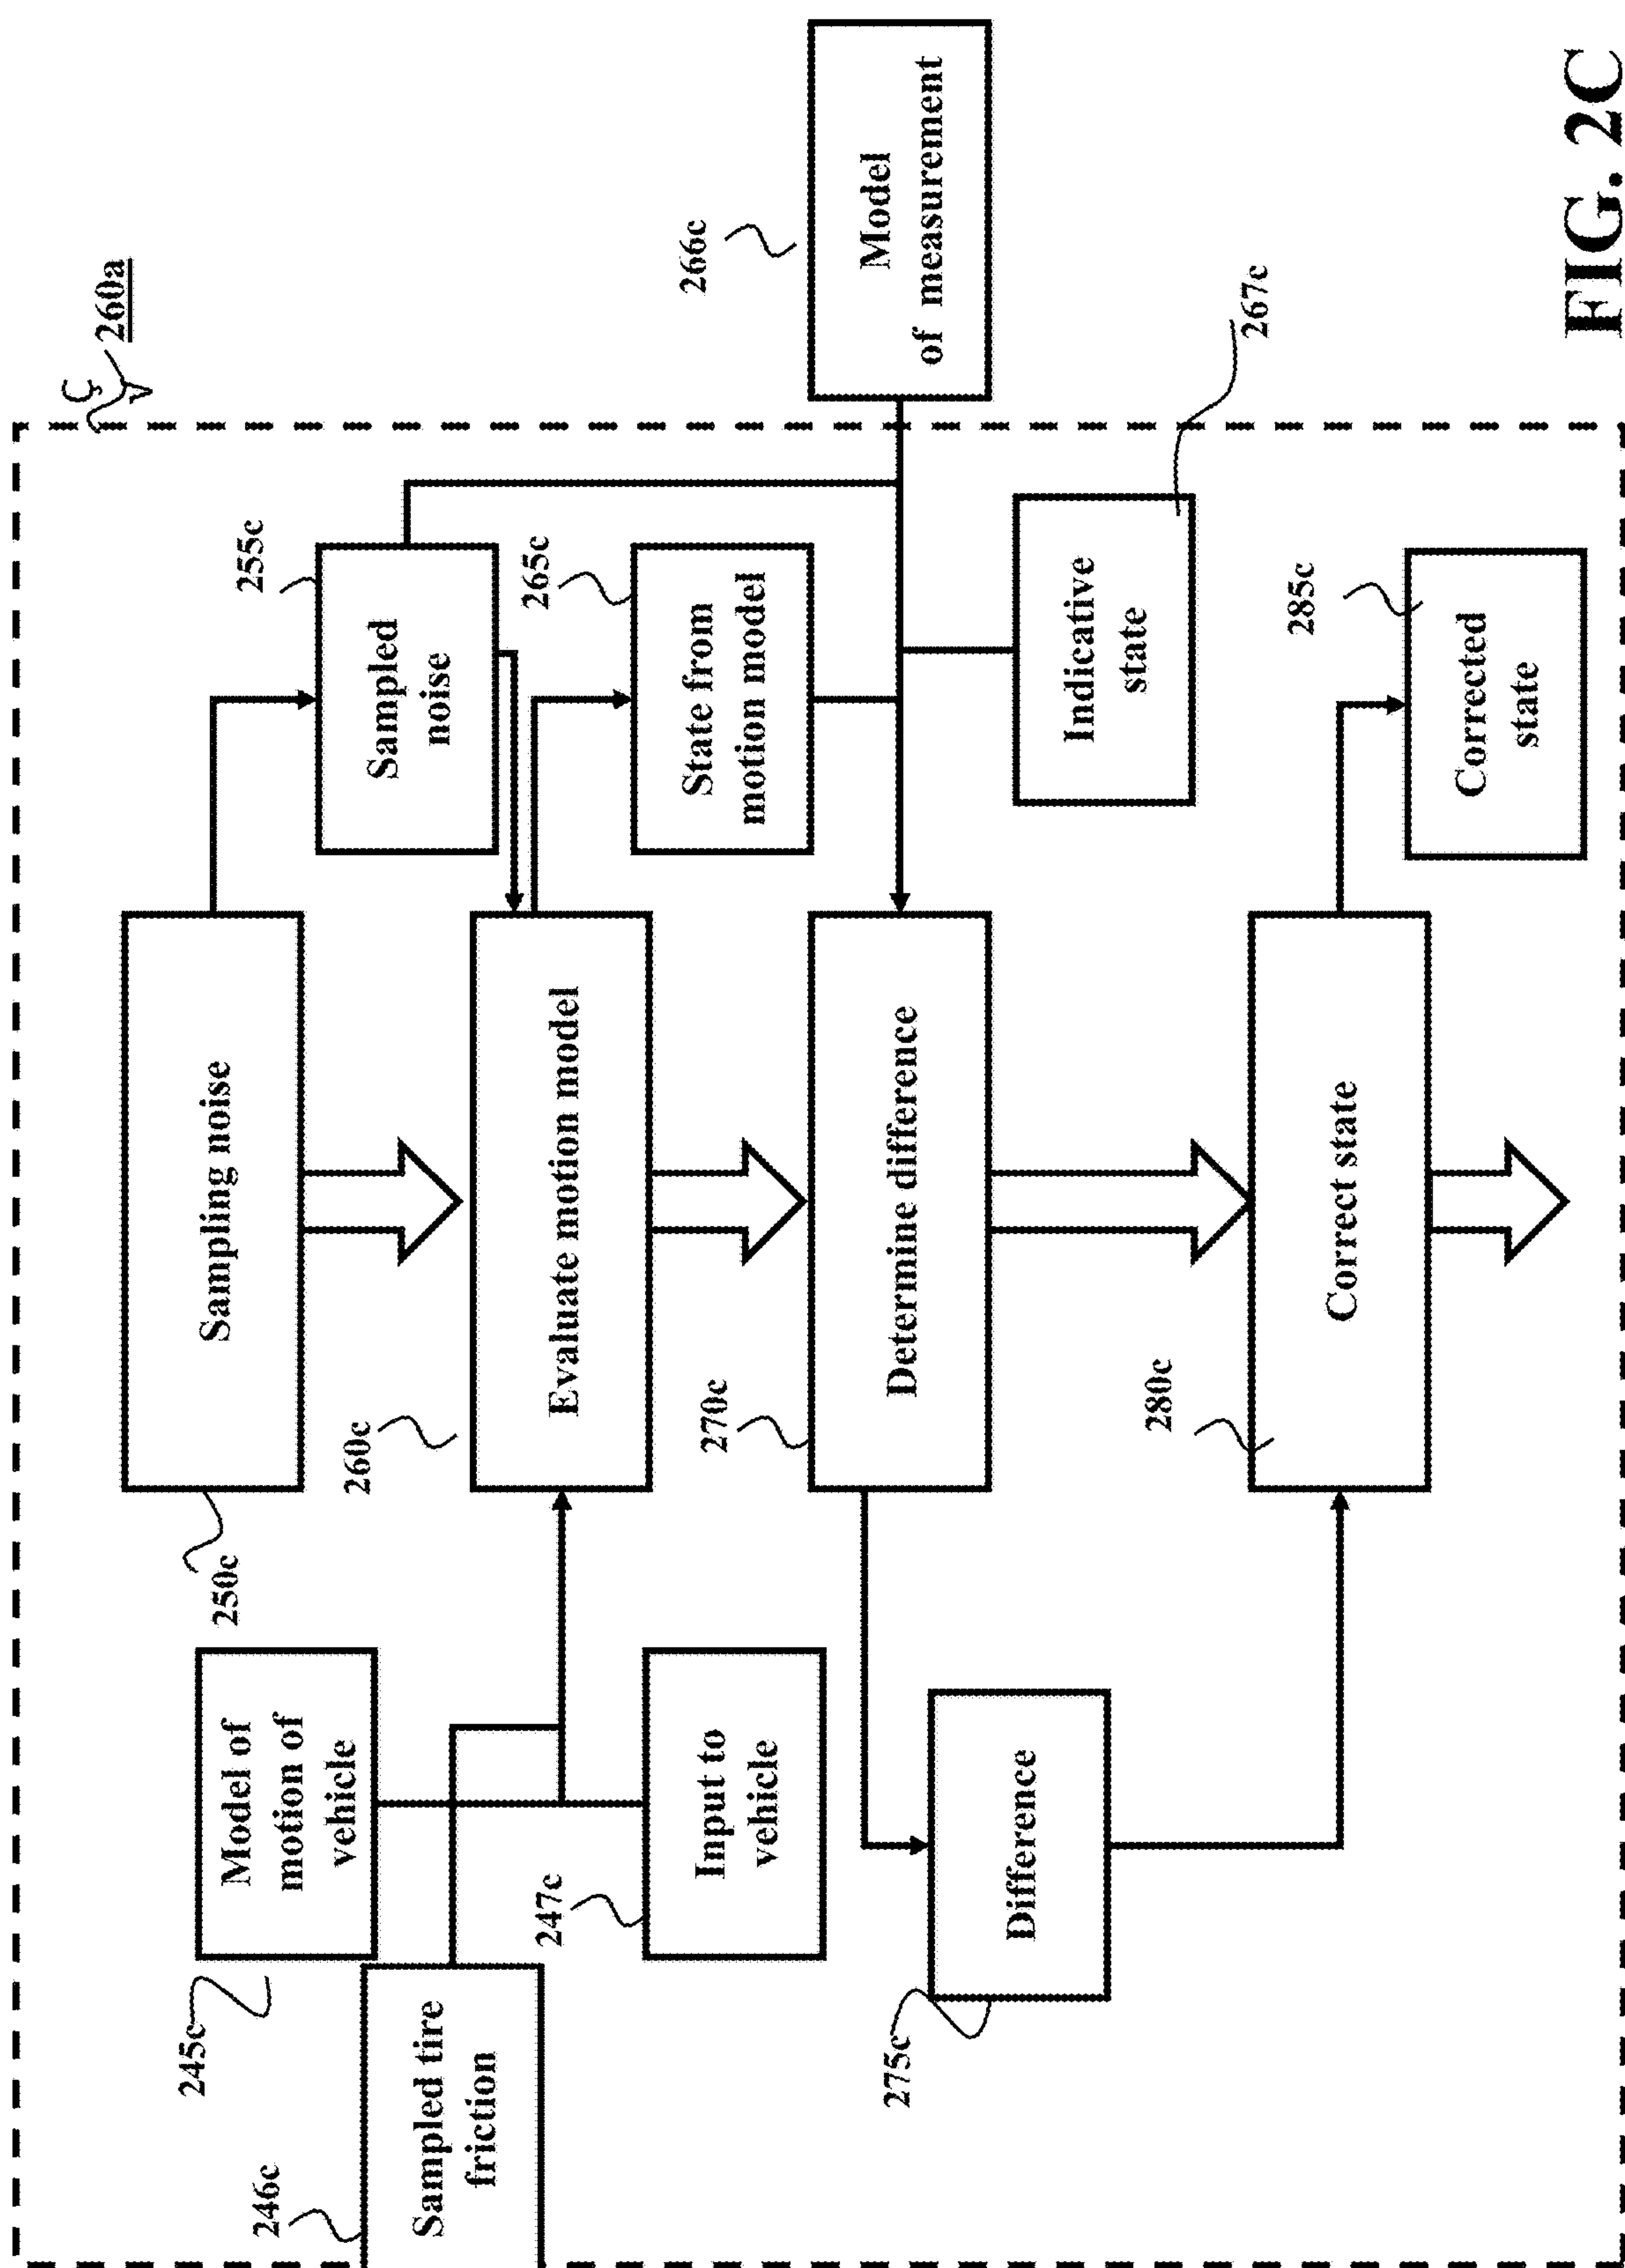 260a
Sampling noise
250c
Sampled
noise
255c
Model of
motion of
vehicle
245c
Sampled tire
friction
246c
Input to
vehicle
247c
Evaluate motion model
260c
State from
motion model
265c
Model
of measurement
266c
Determine difference
270c
Indicative
state
267c
Difference
275c
Correct state
280c
Corrected
state
285c
FIG. 2C